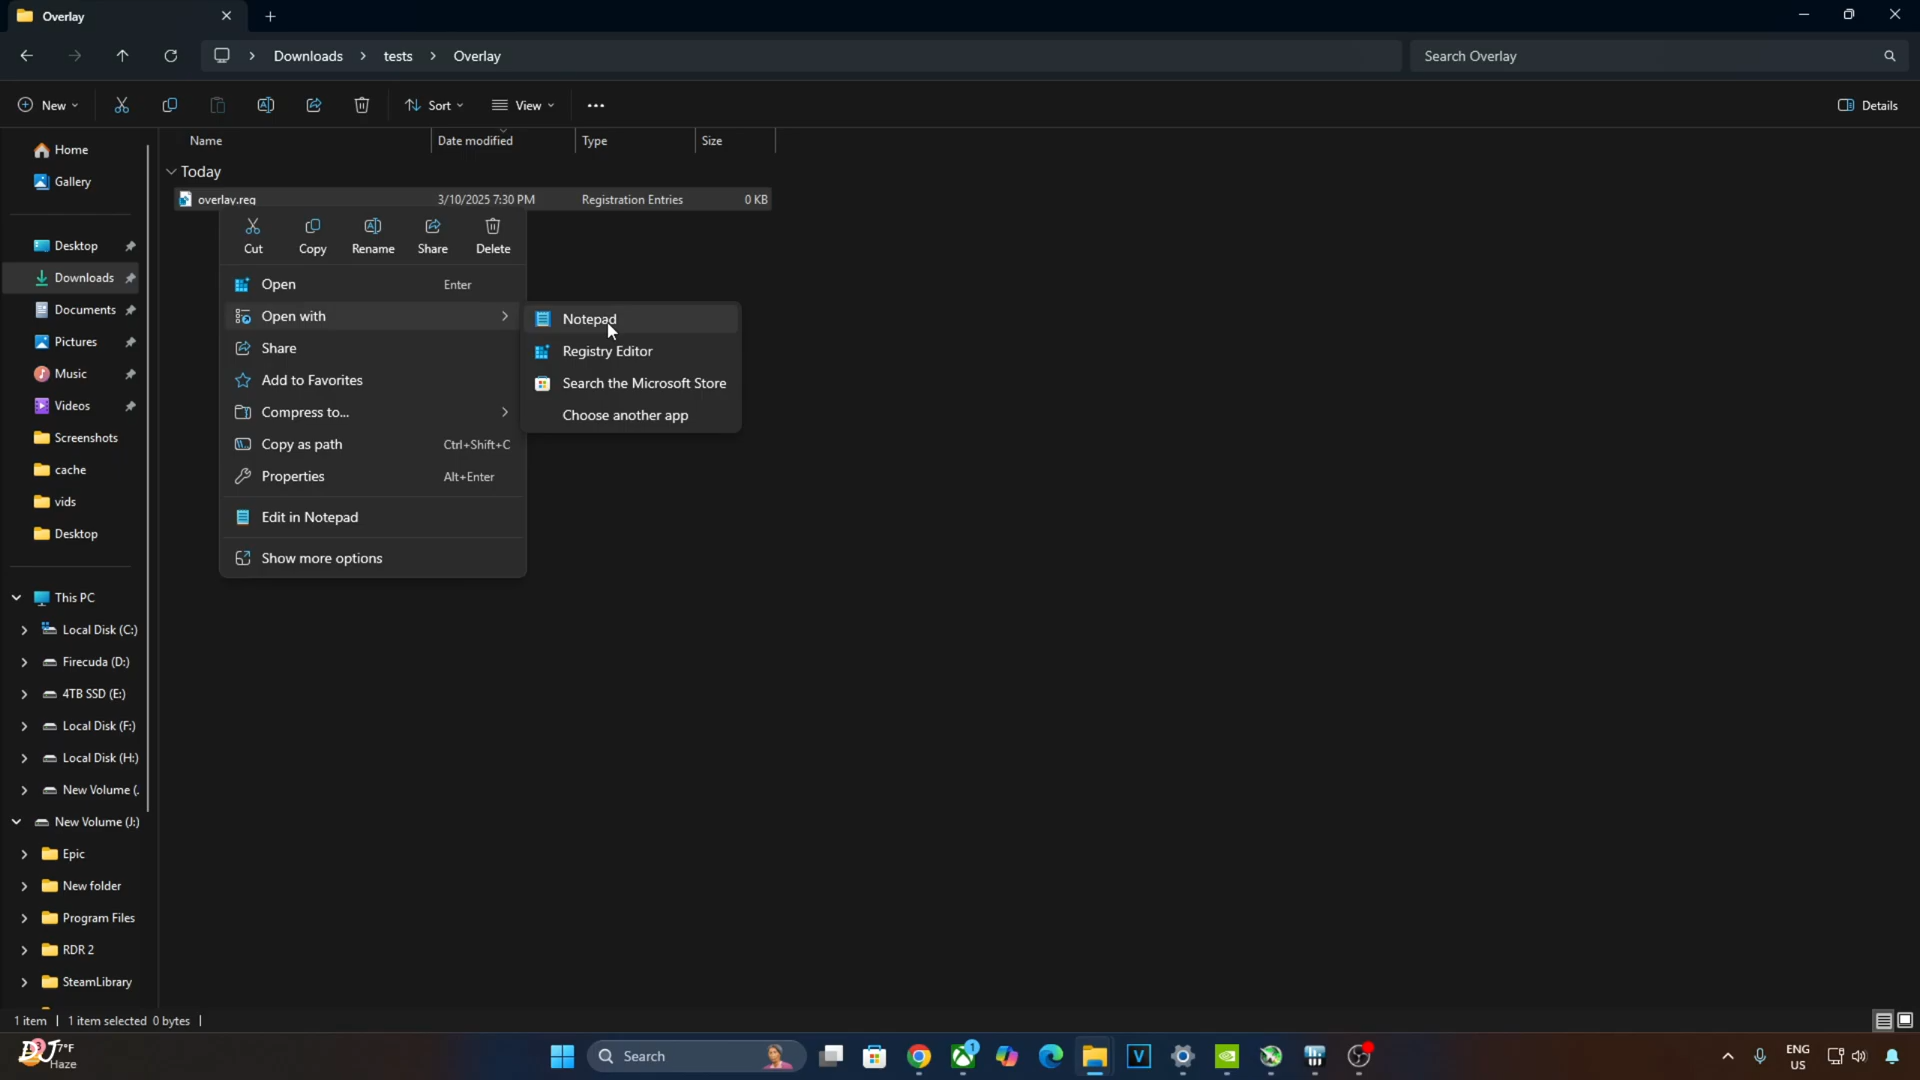 Overlay
Downloads > tests > Overlay
Search Overlay
New
Sort
View
Details
Name
Date modified
Type
Size
Home
Gallery
Desktop
Downloads
Documents
Pictures
Music
Videos
Screenshots
cache
vids
Desktop
This PC
Local Disk (C:)
Firecuda (D:)
4TB SSD (E:)
Local Disk (F:)
Local Disk (H:)
New Volume (.
New Volume (J:)
Epic
New folder
Program Files
RDR 2
SteamLibrary
Today
overlay.reg 3/10/2025 7:30 PM Registration Entries 0 KB
Cut Copy Rename Share Delete
Open Enter
Open with
Share
Add to Favorites
Compress to...
Copy as path Ctrl+Shift+C
Properties Alt+Enter
Edit in Notepad
Show more options
Notepad
Registry Editor
Search the Microsoft Store
Choose another app
1 item | 1 item selected 0 bytes |
DJ
7°F
Haze
Search
V
1
ENG
US